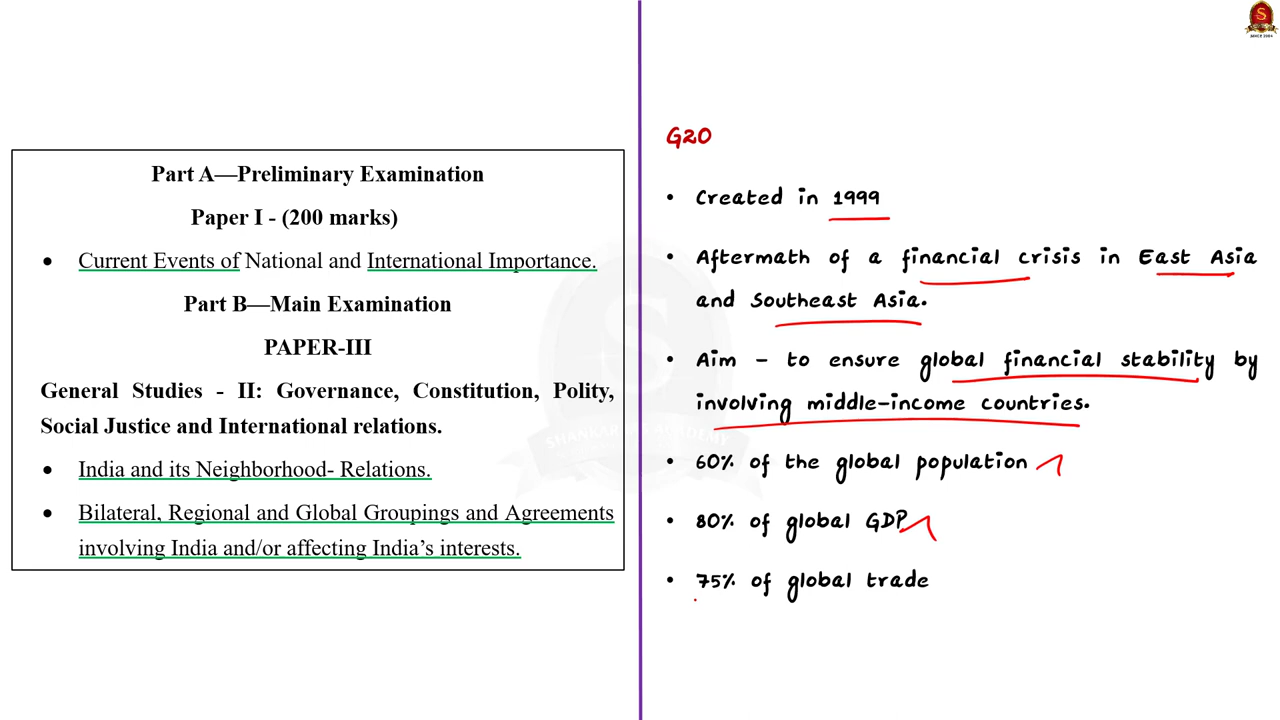 Part A—Preliminary Examination
Paper I - (200 marks)
• Current Events of National and International Importance.
Part B—Main Examination
PAPER-III
General Studies - II: Governance, Constitution, Polity,
Social Justice and International relations.
• India and its Neighborhood- Relations.
• Bilateral, Regional and Global Groupings and Agreements
involving India and/or affecting India's interests.
G20
• Created in 1999
• Aftermath of a financial crisis in East Asia
and Southeast Asia.
• Aim - to ensure global financial stability by
involving middle-income countries.
• 60% of the global population
• 80% of global GDP
• 75% of global trade
S
SINCE 2004